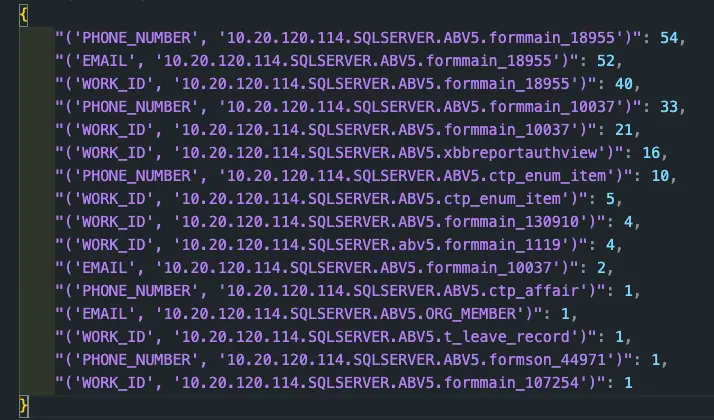 {
"('PHONE_NUMBER', '10.20.120.114.SQLSERVER.ABV5.formmain_18955')": 54,
"('EMAIL', '10.20.120.114.SQLSERVER.ABV5.formmain_18955')": 52,
"('WORK_ID', '10.20.120.114.SQLSERVER.ABV5.formmain_18955')": 40,
"('PHONE_NUMBER', '10.20.120.114.SQLSERVER.ABV5.formmain_10037')": 33,
"('WORK_ID', '10.20.120.114.SQLSERVER.ABV5.formmain_10037')": 21,
"('WORK_ID', '10.20.120.114.SQLSERVER.ABV5.xbbreportauthview')": 16,
"('PHONE_NUMBER', '10.20.120.114.SQLSERVER.ABV5.ctp_enum_item')": 10,
"('WORK_ID', '10.20.120.114.SQLSERVER.ABV5.ctp_enum_item')": 5,
"('WORK_ID', '10.20.120.114.SQLSERVER.ABV5.formmain_130910')": 4,
"('WORK_ID', '10.20.120.114.SQLSERVER.abv5.formmain_1119')": 4,
"('EMAIL', '10.20.120.114.SQLSERVER.ABV5.formmain_10037')": 2,
"('PHONE_NUMBER', '10.20.120.114.SQLSERVER.ABV5.ctp_affair')": 1,
"('EMAIL', '10.20.120.114.SQLSERVER.ABV5.ORG_MEMBER')": 1,
"('WORK_ID', '10.20.120.114.SQLSERVER.ABV5.t_leave_record')": 1,
"('PHONE_NUMBER', '10.20.120.114.SQLSERVER.ABV5.formson_44971')": 1,
"('WORK_ID', '10.20.120.114.SQLSERVER.ABV5.formmain_107254')": 1
}